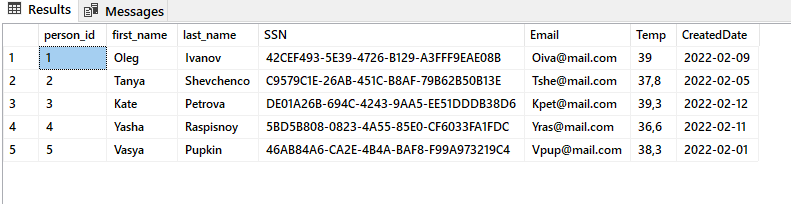 Results Messages
person_id first_name last_name SSN Email Temp CreatedDate
1 1 Oleg Ivanov 42CEF493-5E39-4726-B129-A3FFF9EAE08B Oiva@mail.com 39 2022-02-09
2 2 Tanya Shevchenco C9579C1E-26AB-451C-B8AF-79B62B50B13E Tshe@mail.com 37,8 2022-02-05
3 3 Kate Petrova DE01A26B-694C-4243-9AA5-EE51DDDB38D6 Kpet@mail.com 39,3 2022-02-12
4 4 Yasha Raspisnoy 5BD5B808-0823-4A55-85E0-CF6033FA1FDC Yras@mail.com 36,6 2022-02-11
5 5 Vasya Pupkin 46AB84A6-CA2E-4B4A-BAF8-F99A973219C4 Vpup@mail.com 38,3 2022-02-01